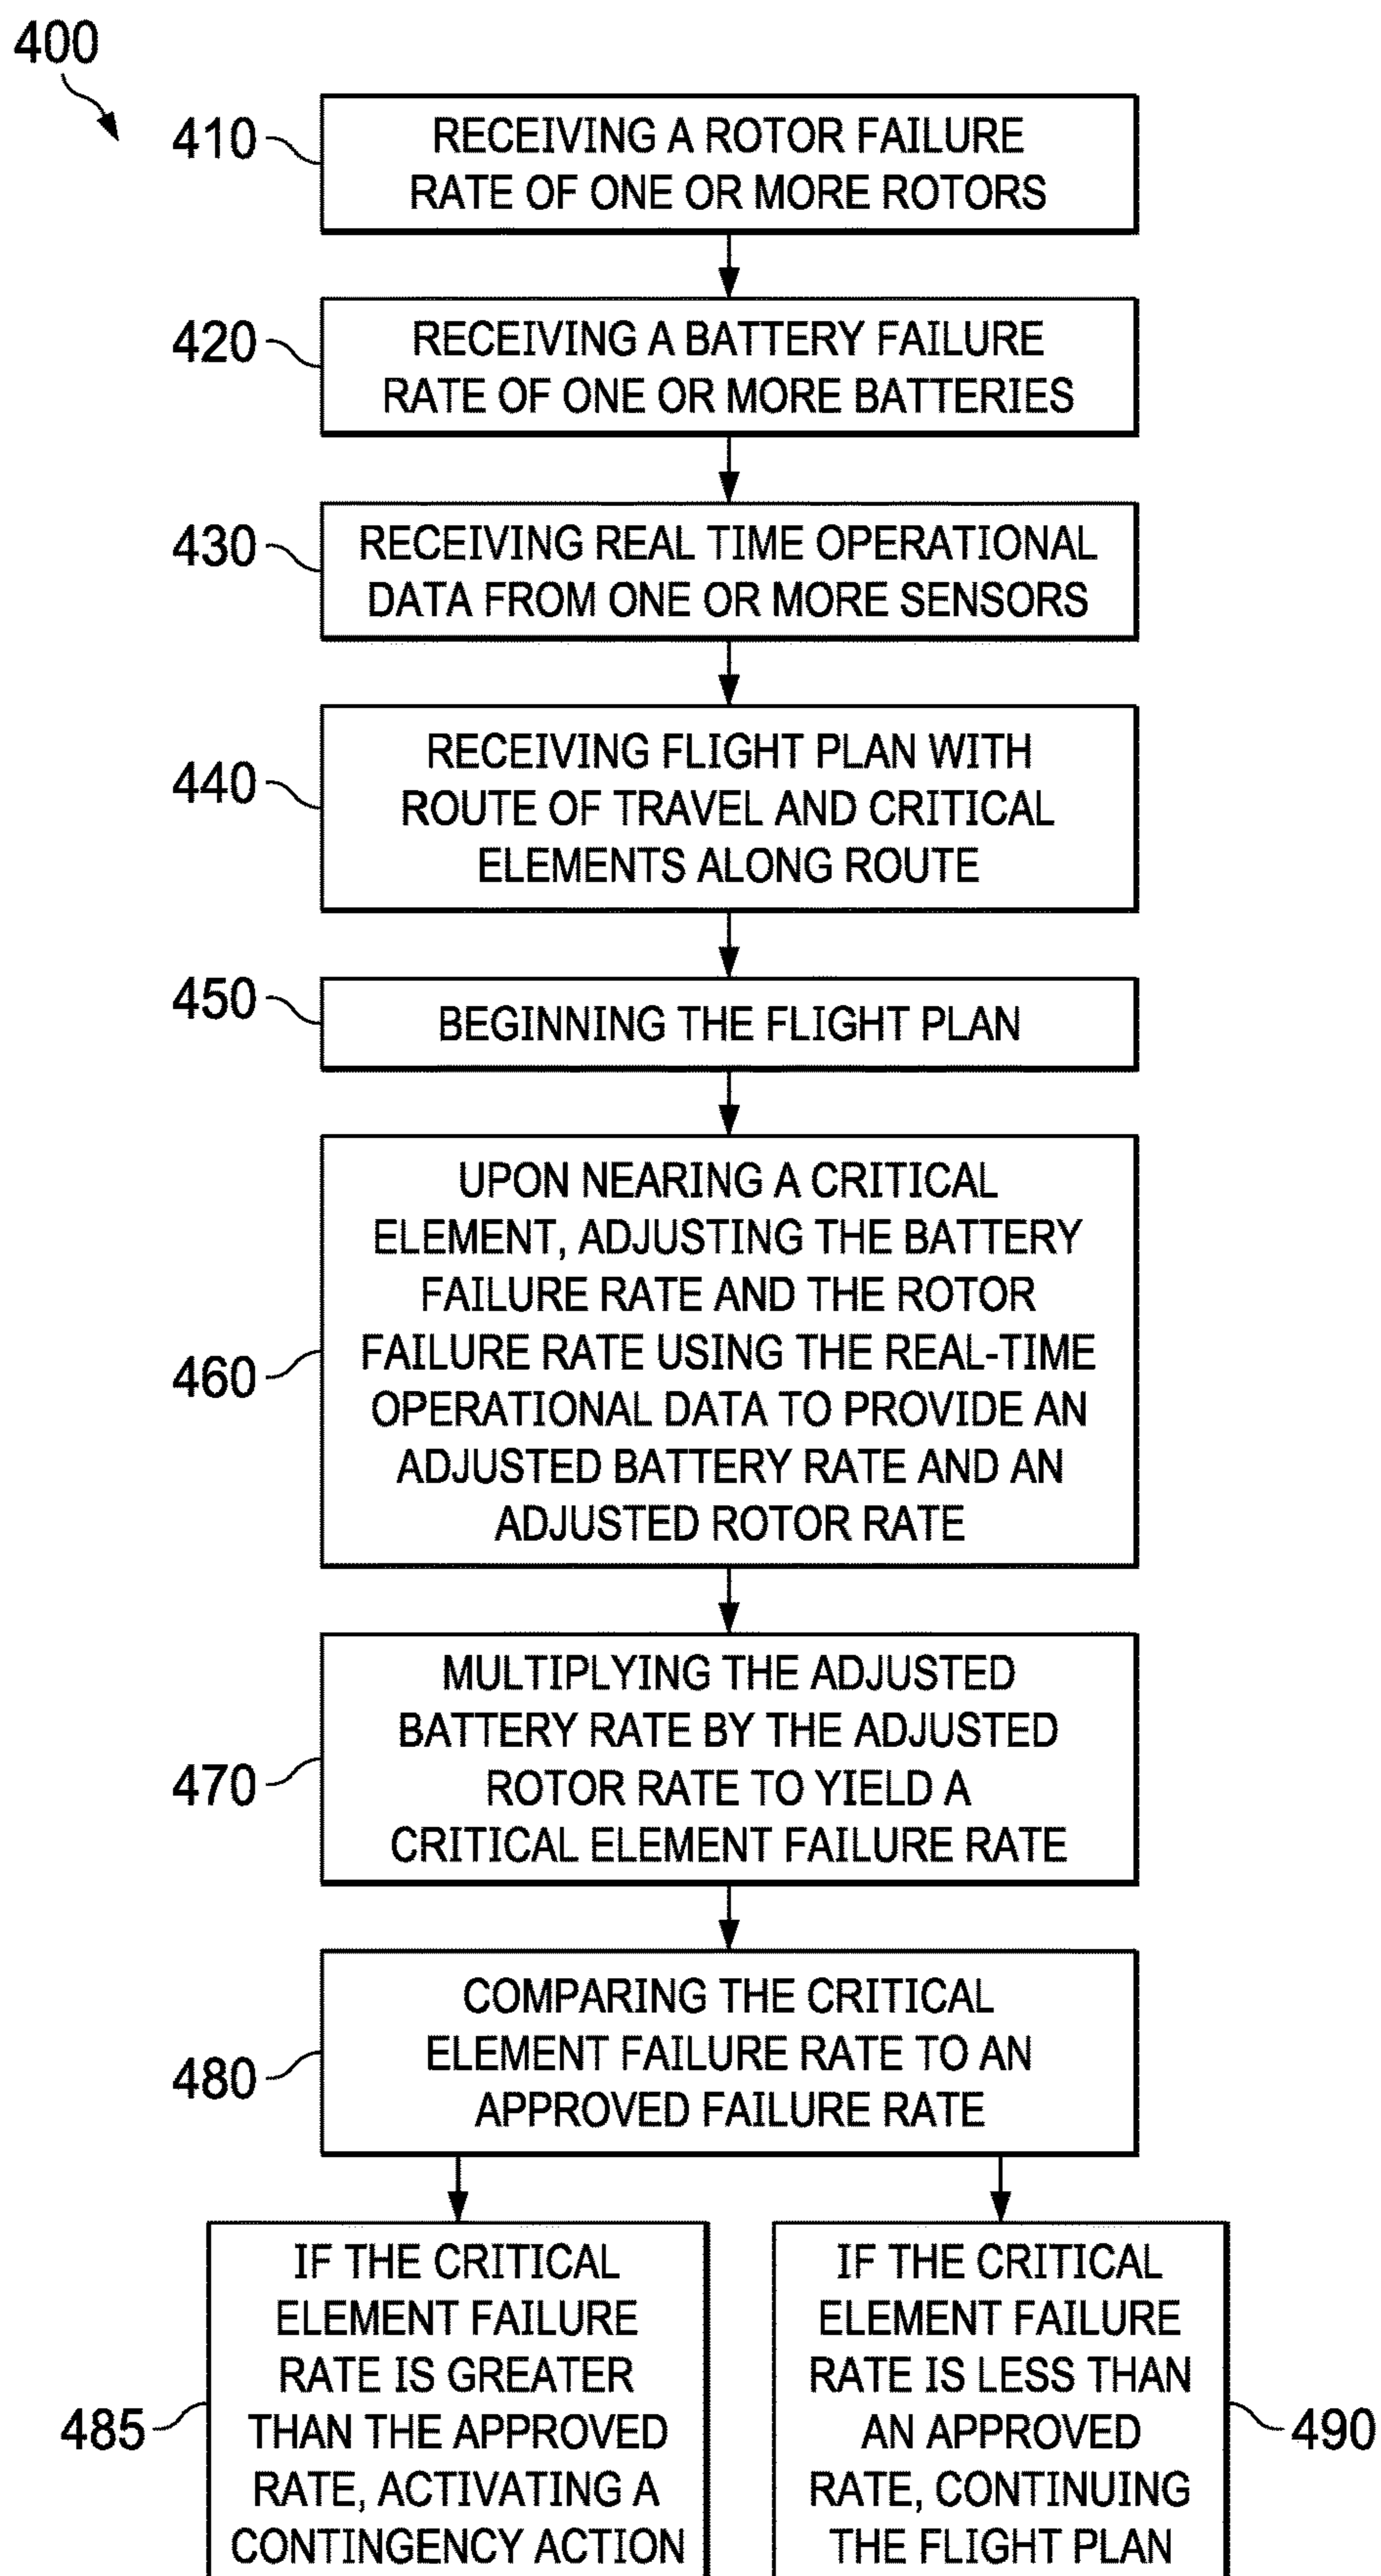 400
410
RECEIVING A ROTOR FAILURE
RATE OF ONE OR MORE ROTORS
420
RECEIVING A BATTERY FAILURE
RATE OF ONE OR MORE BATTERIES
430
RECEIVING REAL TIME OPERATIONAL
DATA FROM ONE OR MORE SENSORS
440
RECEIVING FLIGHT PLAN WITH
ROUTE OF TRAVEL AND CRITICAL
ELEMENTS ALONG ROUTE
450
BEGINNING THE FLIGHT PLAN
460
UPON NEARING A CRITICAL
ELEMENT, ADJUSTING THE BATTERY
FAILURE RATE AND THE ROTOR
FAILURE RATE USING THE REAL-TIME
OPERATIONAL DATA TO PROVIDE AN
ADJUSTED BATTERY RATE AND AN
ADJUSTED ROTOR RATE
470
MULTIPLYING THE ADJUSTED
BATTERY RATE BY THE ADJUSTED
ROTOR RATE TO YIELD A
CRITICAL ELEMENT FAILURE RATE
480
COMPARING THE CRITICAL
ELEMENT FAILURE RATE TO AN
APPROVED FAILURE RATE
485
IF THE CRITICAL
ELEMENT FAILURE
RATE IS GREATER
THAN THE APPROVED
RATE, ACTIVATING A
CONTINGENCY ACTION
IF THE CRITICAL
ELEMENT FAILURE
RATE IS LESS THAN
AN APPROVED
RATE, CONTINUING
THE FLIGHT PLAN
490